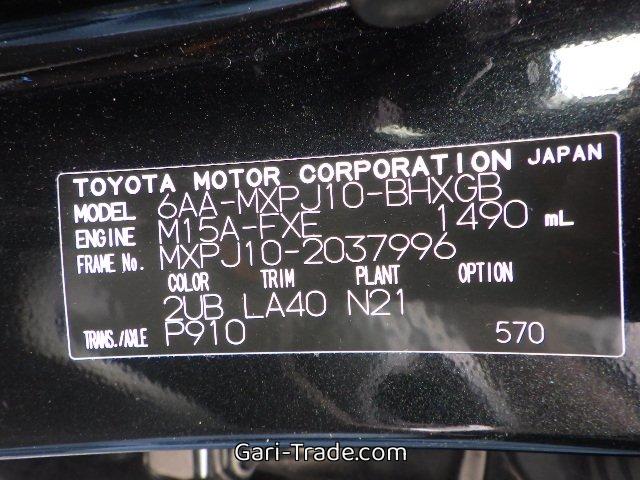 TOYOTA MOTOR CORPORATION JAPAN
MODEL 6AA-MXPJ10-BHXGB
ENGINE M15A-FXE 1490 mL
FRAME No. MXPJ10-2037996
COLOR TRIM PLANT OPTION
2UB LA40 N21
TRANS./AXLE P910 570
Gari-Trade.com